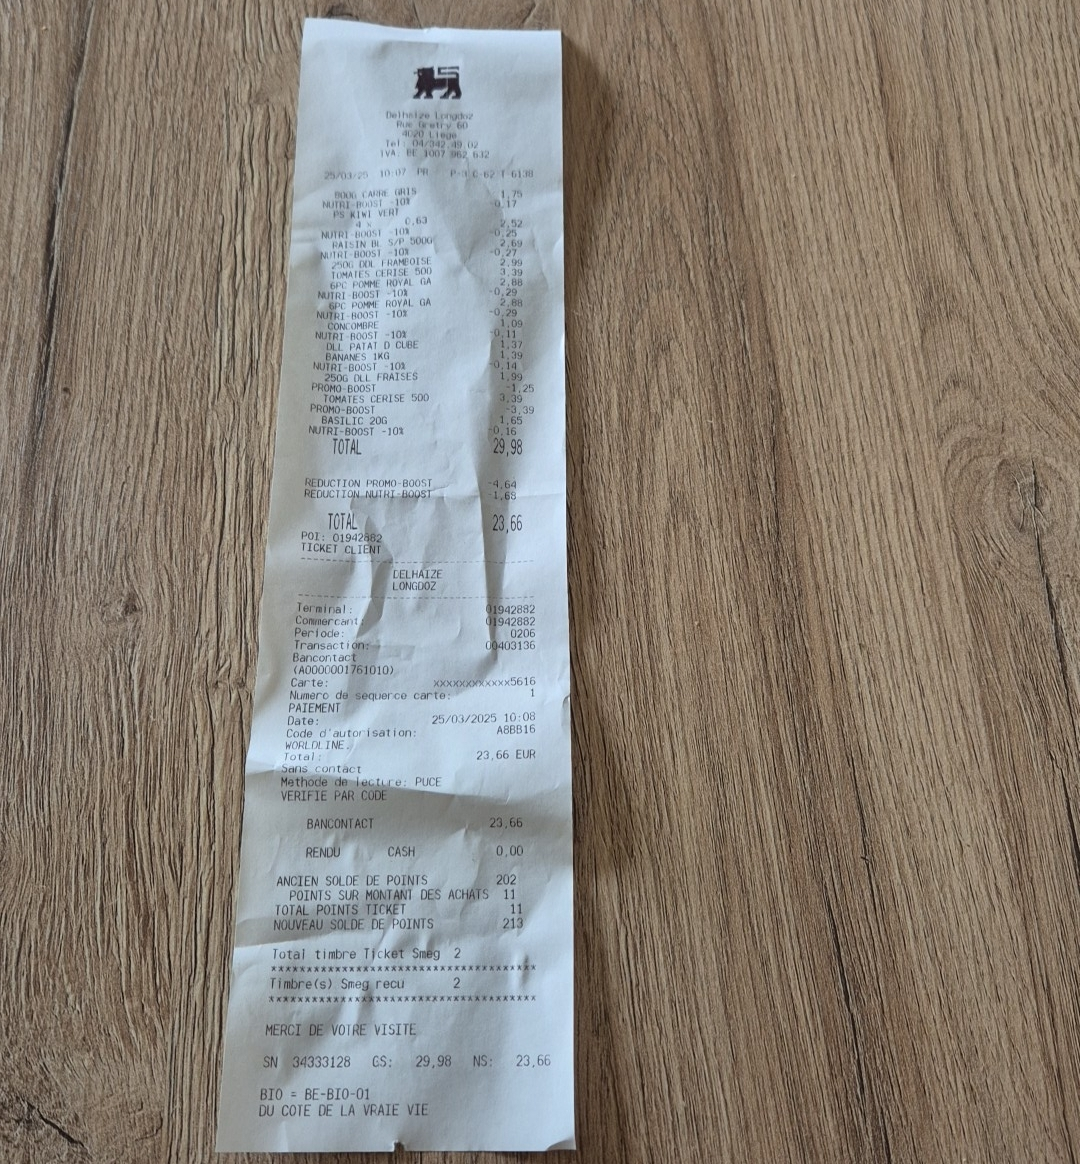 Delhaize Longdoz
Rue Gretry 60
4020 Liege
Tel: 04/342.49.02
TVA: BE 1007 962 632
25/03/25 10:07 PR P-3 C-62 T-6138
800G CARRE GRIS 1,75
NUTRI-BOOST -10% -0,17
PS KIWI VERT
4 x 0,63 2,52
NUTRI-BOOST -10% -0,25
RAISIN BL S/P 500G 2,69
NUTRI-BOOST -10% -0,27
250G DDL FRAMBOISE 2,99
TOMATES CERISE 500 3,39
6PC POMME ROYAL GA 2,88
NUTRI-BOOST -10% -0,29
6PC POMME ROYAL GA 2,88
NUTRI-BOOST -10% -0,29
CONCOMBRE 1,09
NUTRI-BOOST -10% -0,11
DLL PATAT D CUBE 1,37
BANANES 1KG 1,39
NUTRI-BOOST -10% -0,14
250G DLL FRAISES 1,99
PROMO-BOOST -1,25
TOMATES CERISE 500 3,39
PROMO-BOOST -3,39
BASILIC 20G 1,65
NUTRI-BOOST -10% -0,16
TOTAL 29,98
REDUCTION PROMO-BOOST -4,64
REDUCTION NUTRI-BOOST -1,68
TOTAL 23,66
POI: 01942882
TICKET CLIENT
DELHAIZE
LONGDOZ
Terminal: 01942882
Commercant: 01942882
Periode: 0206
Transaction: 00403136
Bancontact
(A0000001761010)
Carte: xxxxxxxxxxxx5616
Numero de sequence carte: 1
PAIEMENT
Date: 25/03/2025 10:08
Code d'autorisation: A8BB16
WORLDLINE.
Total: 23,66 EUR
Sans contact
Methode de lecture: PUCE
VERIFIE PAR CODE
BANCONTACT 23,66
RENDU CASH 0,00
ANCIEN SOLDE DE POINTS 202
POINTS SUR MONTANT DES ACHATS 11
TOTAL POINTS TICKET 11
NOUVEAU SOLDE DE POINTS 213
Total timbre Ticket Smeg 2
*************************************
Timbre(s) Smeg recu 2
*************************************
MERCI DE VOTRE VISITE
SN 34333128 GS: 29,98 NS: 23,66
BIO = BE-BIO-01
DU COTE DE LA VRAIE VIE